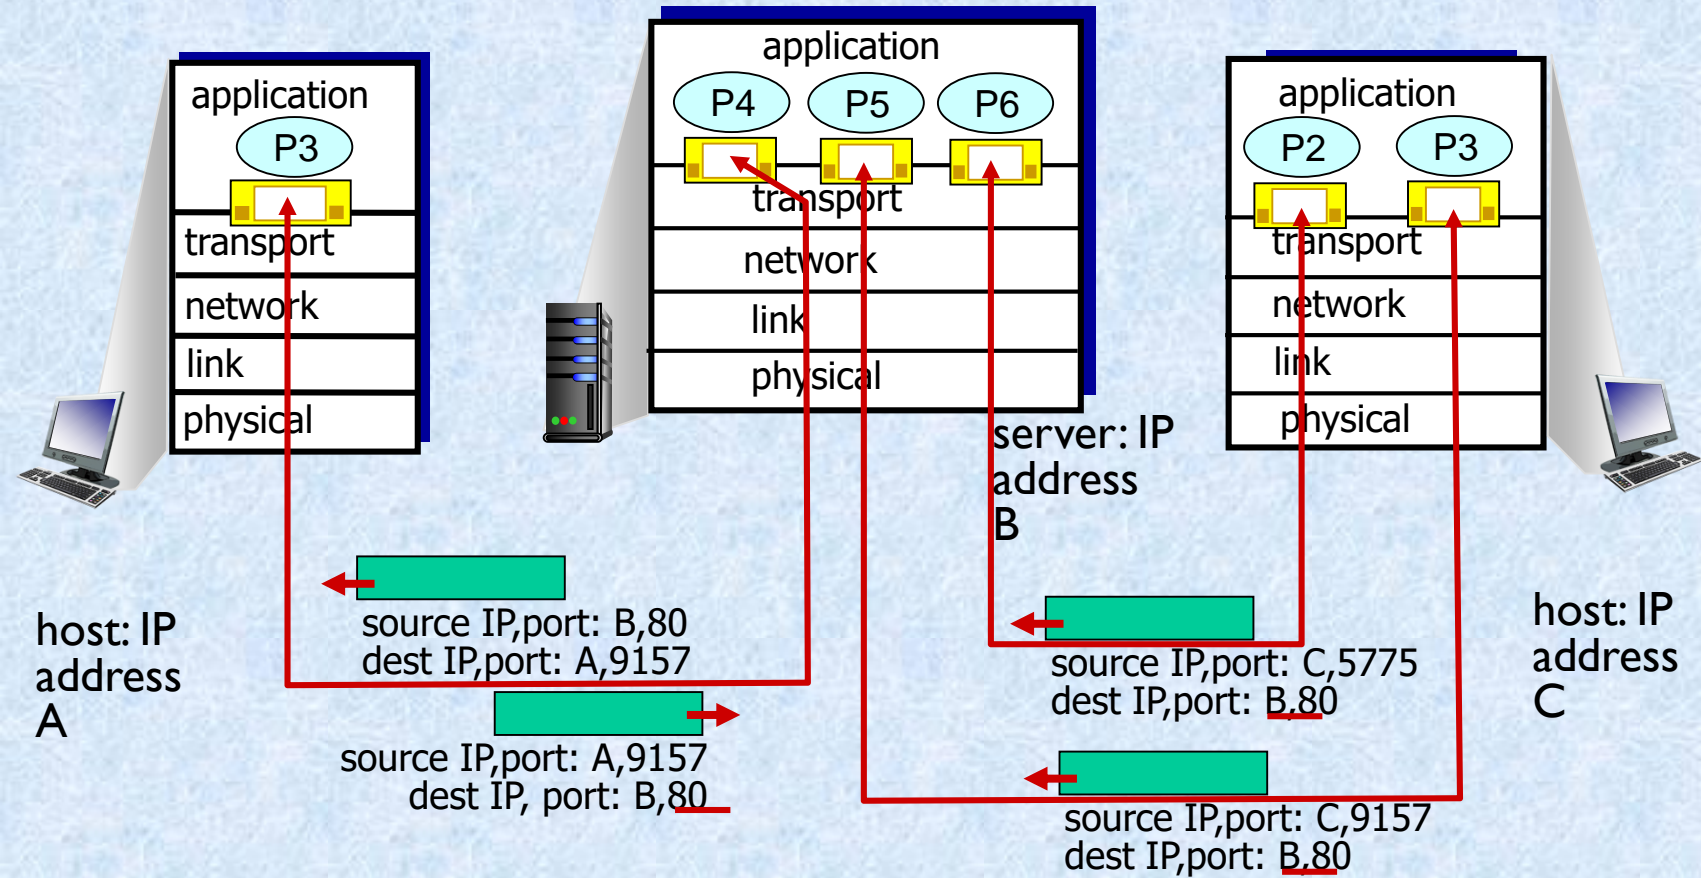 application
P3
transport
network
link
physical
host: IP
address
A
application
P4
P5
P6
transport
network
link
physical
server: IP
address
B
application
P2
P3
transport
network
link
physical
host: IP
address
C
source IP,port: B,80
dest IP,port: A,9157
source IP,port: A,9157
dest IP, port: B,80
source IP,port: C,5775
dest IP,port: B,80
source IP,port: C,9157
dest IP,port: B,80